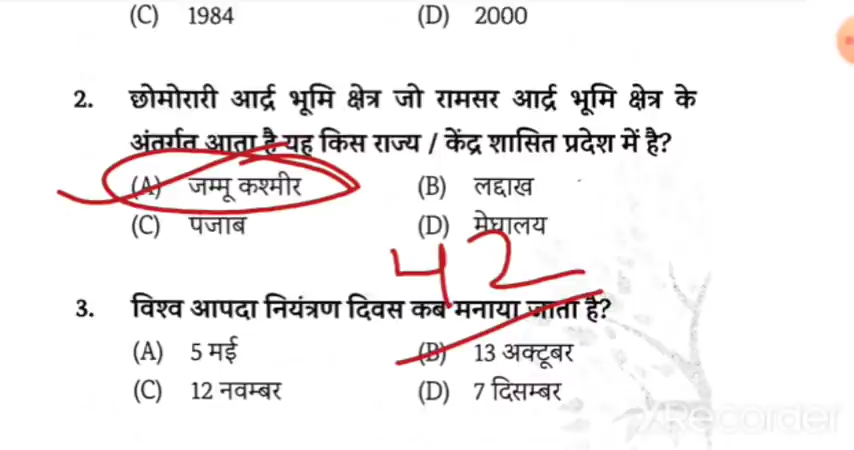 (C) 1984 (D) 2000
2. छोमोरारी आर्द्र भूमि क्षेत्र जो रामसर आर्द्र भूमि क्षेत्र के
अंतर्गत आता है यह किस राज्य / केंद्र शासित प्रदेश में है?
(A) जम्मू कश्मीर (B) लद्दाख
(C) पंजाब (D) मेघालय
42
3. विश्व आपदा नियंत्रण दिवस कब मनाया जाता है?
(A) 5 मई (B) 13 अक्टूबर
(C) 12 नवम्बर (D) 7 दिसम्बर
XRecorder